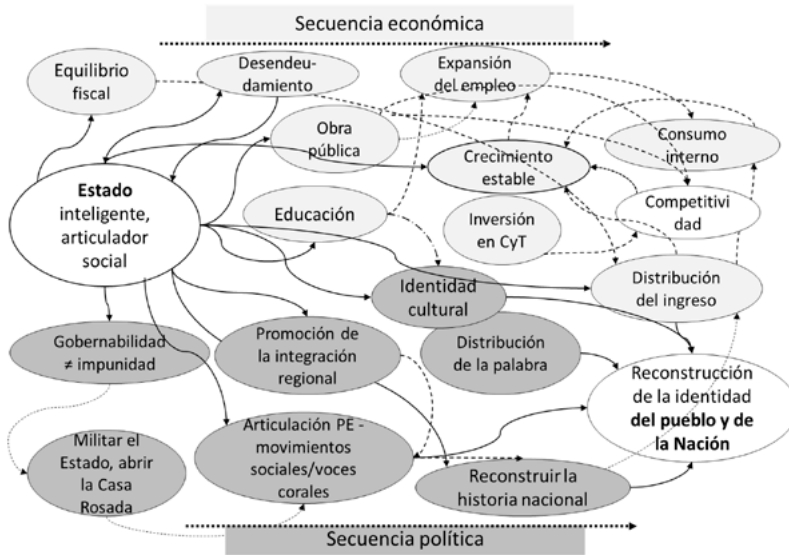 Secuencia económica
Equilibrio
fiscal
Desendeu-
damiento
Expansión
del empleo
Obra
pública
Consumo
interno
Crecimiento
estable
Estado
inteligente,
articulador
social
Educación
Inversión
en CyT
Competitivi
dad
Identidad
cultural
Distribución
del ingreso
Gobernabilidad
≠ impunidad
Promoción de
la integración
regional
Distribución
de la palabra
Reconstrucción
de la identidad
del pueblo y de
la Nación
Militar el
Estado, abrir
la Casa
Rosada
Articulación PE -
movimientos
sociales/voces
corales
Reconstruir la
historia nacional
Secuencia política